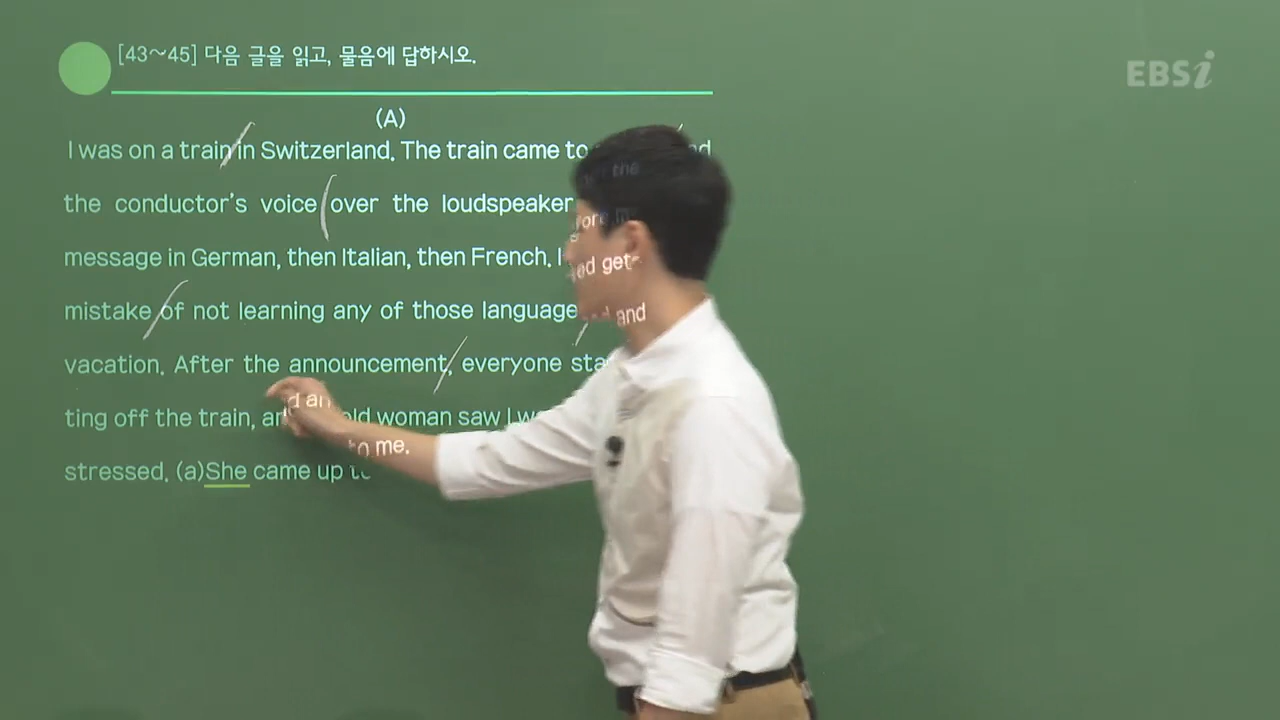 [43~45] 다음 글을 읽고, 물음에 답하시오.
EBSi
(A)
I was on a train in Switzerland. The train came to
the conductor's voice over the loudspeaker
message in German, then Italian, then French. I
mistake of not learning any of those language
vacation. After the announcement, everyone sta
ting off the train, an old woman saw I w
stressed. (a)She came up to me.